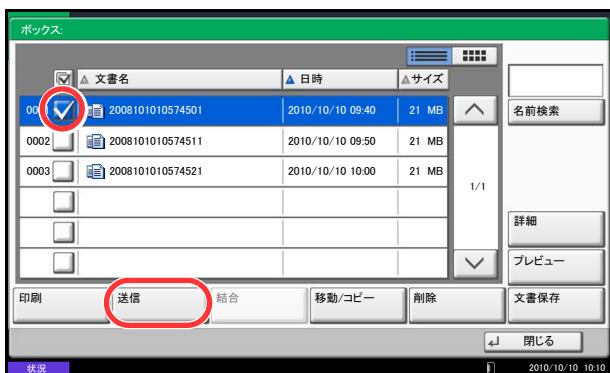 ボックス:
文書名 日時 サイズ
2008101010574501 2010/10/10 09:40 21 MB 名前検索
0002 2008101010574511 2010/10/10 09:50 21 MB
0003 2008101010574521 2010/10/10 10:00 21 MB
1/1
詳細
プレビュー
印刷 送信 結合 移動/コピー 削除 文書保存
閉じる
状況 2010/10/10 10:10